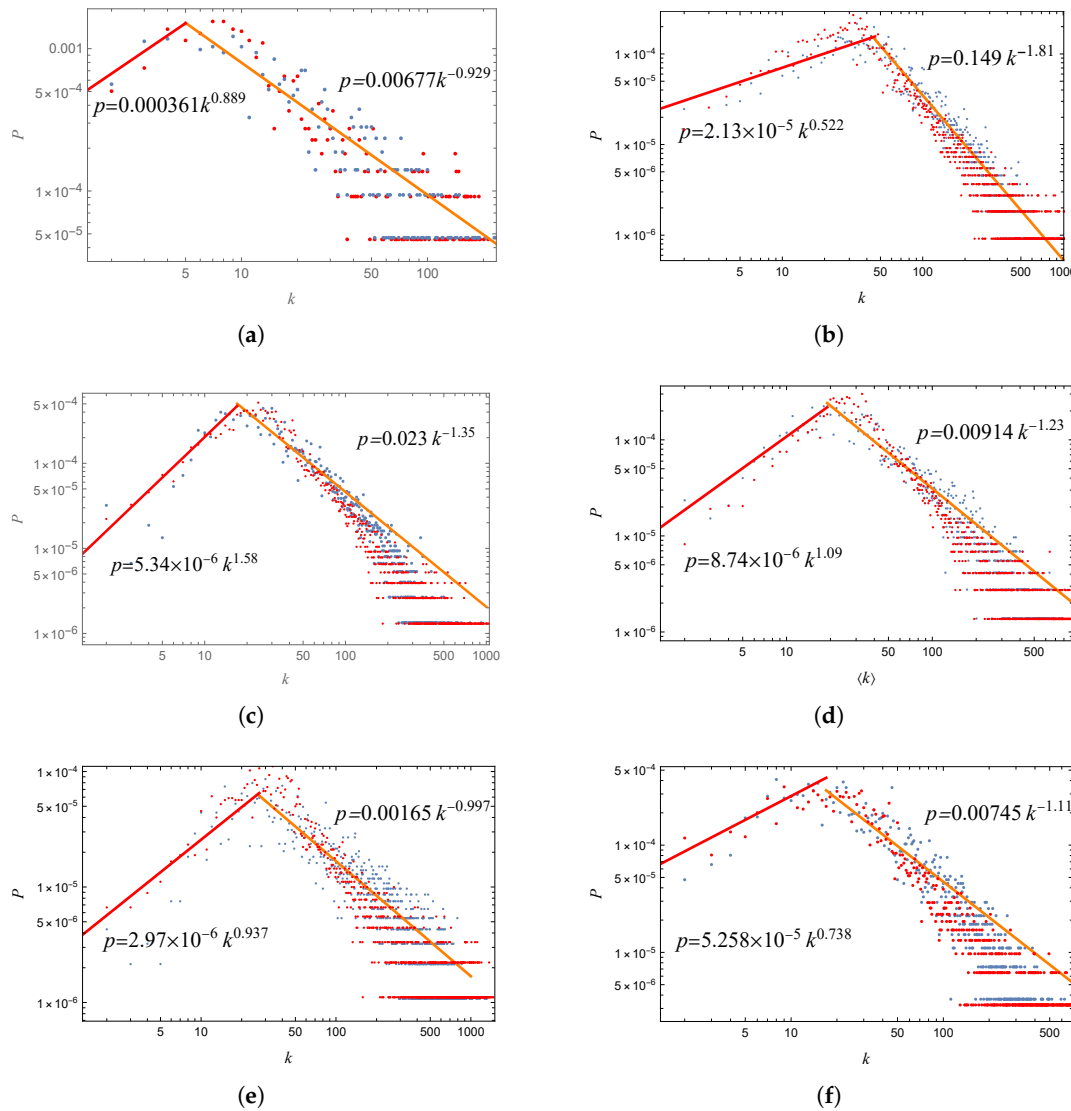 0.001
5×10⁻⁴
1×10⁻⁴
5×10⁻⁵
P
p=0.000361k^0.889
p=0.00677k^−0.929
5 10 50 100
k
(a)
1×10⁻⁴
5×10⁻⁵
1×10⁻⁵
5×10⁻⁶
1×10⁻⁶
P
p=0.149 k^−1.81
p=2.13×10⁻⁵ k^0.522
5 10 50 100 500 1000
k
(b)
5×10⁻⁴
1×10⁻⁴
5×10⁻⁵
1×10⁻⁵
5×10⁻⁶
1×10⁻⁶
P
p=0.023 k^−1.35
p=5.34×10⁻⁶ k^1.58
5 10 50 100 500 1000
k
(c)
1×10⁻⁴
5×10⁻⁵
1×10⁻⁵
5×10⁻⁶
1×10⁻⁶
P
p=0.00914 k^−1.23
p=8.74×10⁻⁶ k^1.09
5 10 50 100 500
⟨k⟩
(d)
1×10⁻⁴
5×10⁻⁵
1×10⁻⁵
5×10⁻⁶
1×10⁻⁶
P
p=0.00165 k^−0.997
p=2.97×10⁻⁶ k^0.937
5 10 50 100 500 1000
k
(e)
5×10⁻⁴
1×10⁻⁴
5×10⁻⁵
1×10⁻⁵
5×10⁻⁶
P
p=0.00745 k^−1.11
p=5.258×10⁻⁵ k^0.738
5 10 50 100 500
k
(f)